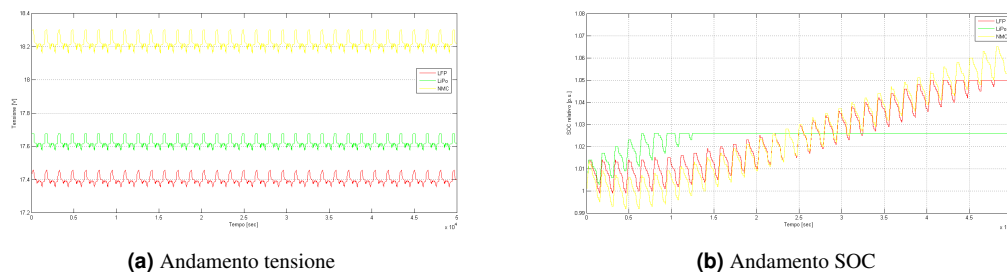 18.4
18.2
18
17.8
17.6
17.4
17.2
Tensione [V]
0 0.5 1 1.5 2 2.5 3 3.5 4 4.5 5
Tempo [sec]
x 10⁴
LFP
LiPo
NMC
(a) Andamento tensione
1.08
1.07
1.06
1.05
1.04
1.03
1.02
1.01
1
0.99
SOC relativo [p.s.]
0 0.5 1 1.5 2 2.5 3 3.5 4 4.5
Tempo [sec]
x 1
LFP
LiPo
NMC
(b) Andamento SOC